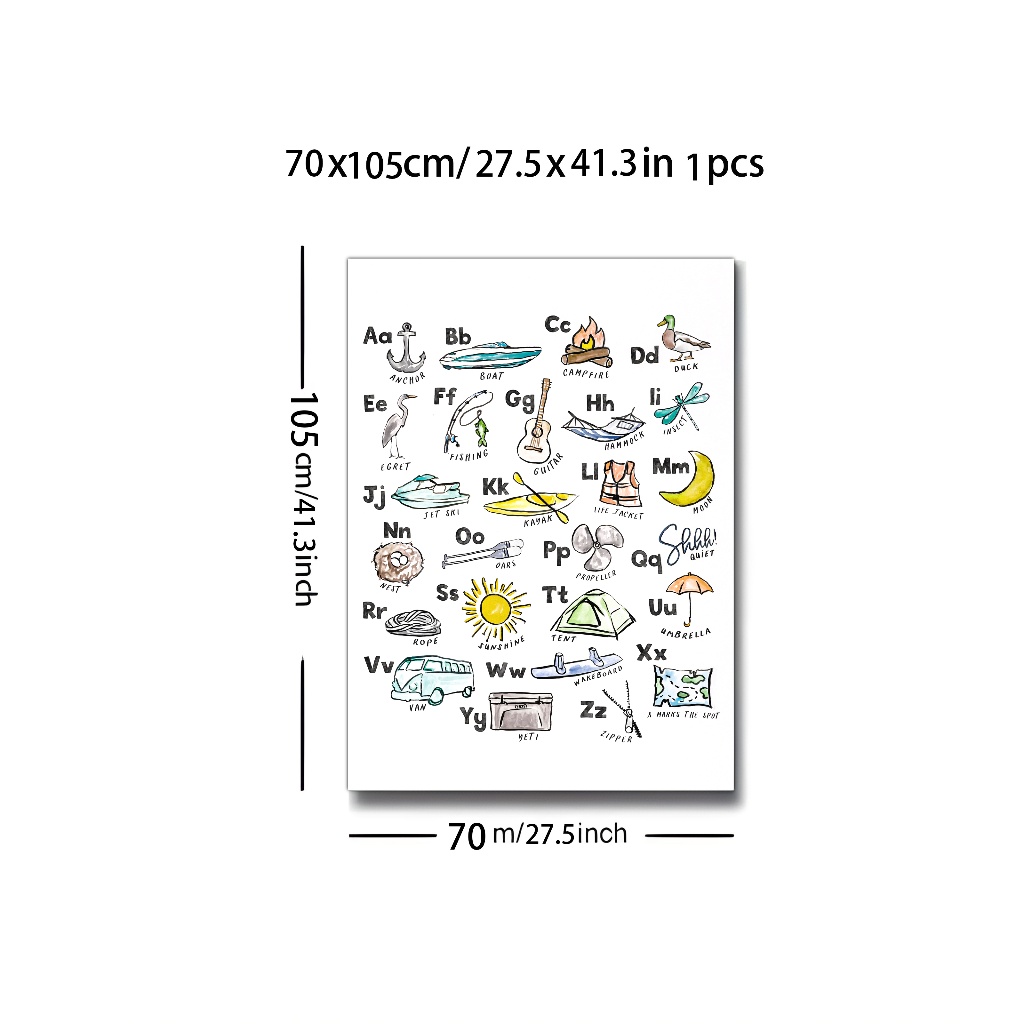 70x105cm/ 27.5x41.3in 1pcs
105cm/41.3inch
Aa
ANCHOR
Bb
BOAT
Cc
CAMPFIRE
Dd
DUCK
Ee
EGRET
Ff
FISHING
Gg
GUITAR
Hh
HAMMOCK
Ii
INSECT
Jj
JET SKI
Kk
KAYAK
Ll
LIFE JACKET
Mm
MOON
Nn
NEST
Oo
OARS
Pp
PROPELLER
Qq
Shhh!
QUIET
Rr
ROPE
Ss
SUNSHINE
Tt
TENT
Uu
UMBRELLA
Vv
VAN
Ww
WAKEBOARD
Xx
X MARKS THE SPOT
Yy
YETI
Zz
ZIPPER
70 m/27.5inch